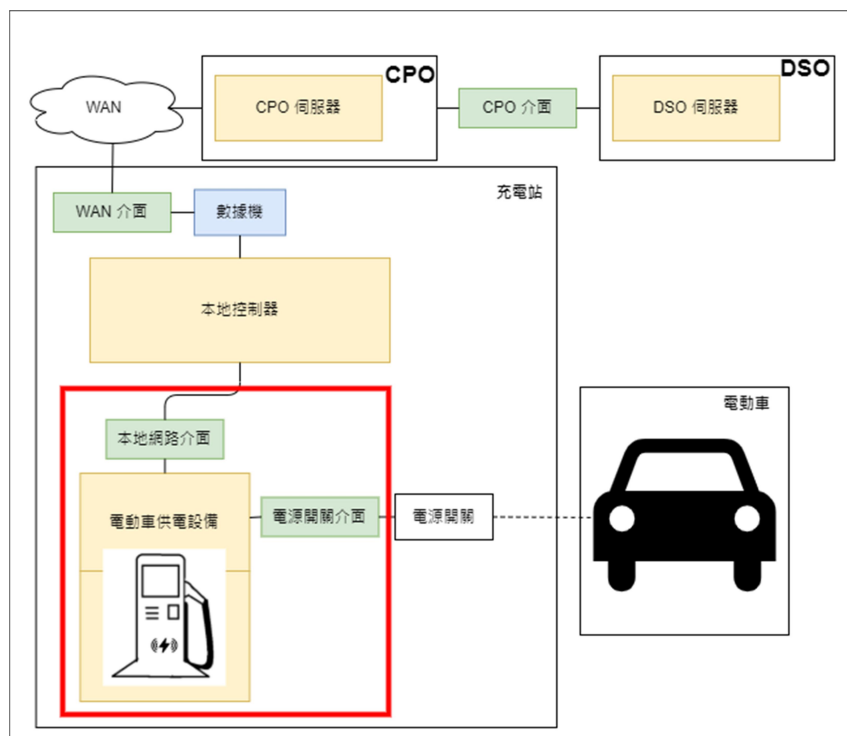 CPO
DSO
WAN
CPO 伺服器
CPO 介面
DSO 伺服器
充電站
WAN 介面
數據機
本地控制器
電動車
本地網路介面
電動車供電設備
電源開關介面
電源開關